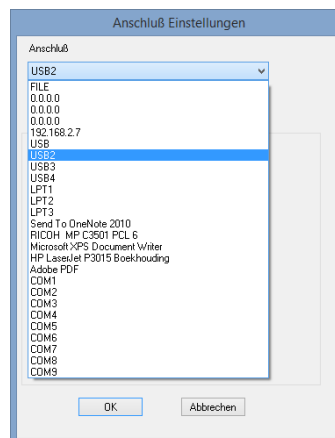 Anschluß Einstellungen
Anschluß
USB2
FILE
0.0.0.0
0.0.0.0
0.0.0.0
192.168.2.7
USB
USB2
USB3
USB4
LPT1
LPT2
LPT3
Send To OneNote 2010
RICOH MP C3501 PCL 6
Microsoft XPS Document Writer
HP LaserJet P3015 Boekhouding
Adobe PDF
COM1
COM2
COM3
COM4
COM5
COM6
COM7
COM8
COM9
OK Abbrechen